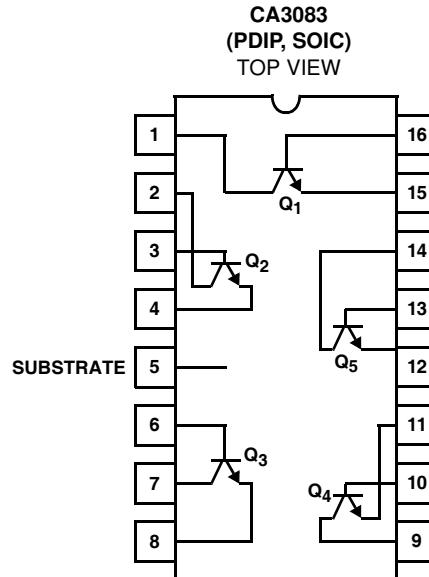 CA3083
(PDIP, SOIC)
TOP VIEW
1
16
2
Q1
15
3
Q2
14
4
13
SUBSTRATE 5
Q5
12
6
11
7
Q3
Q4
10
8
9